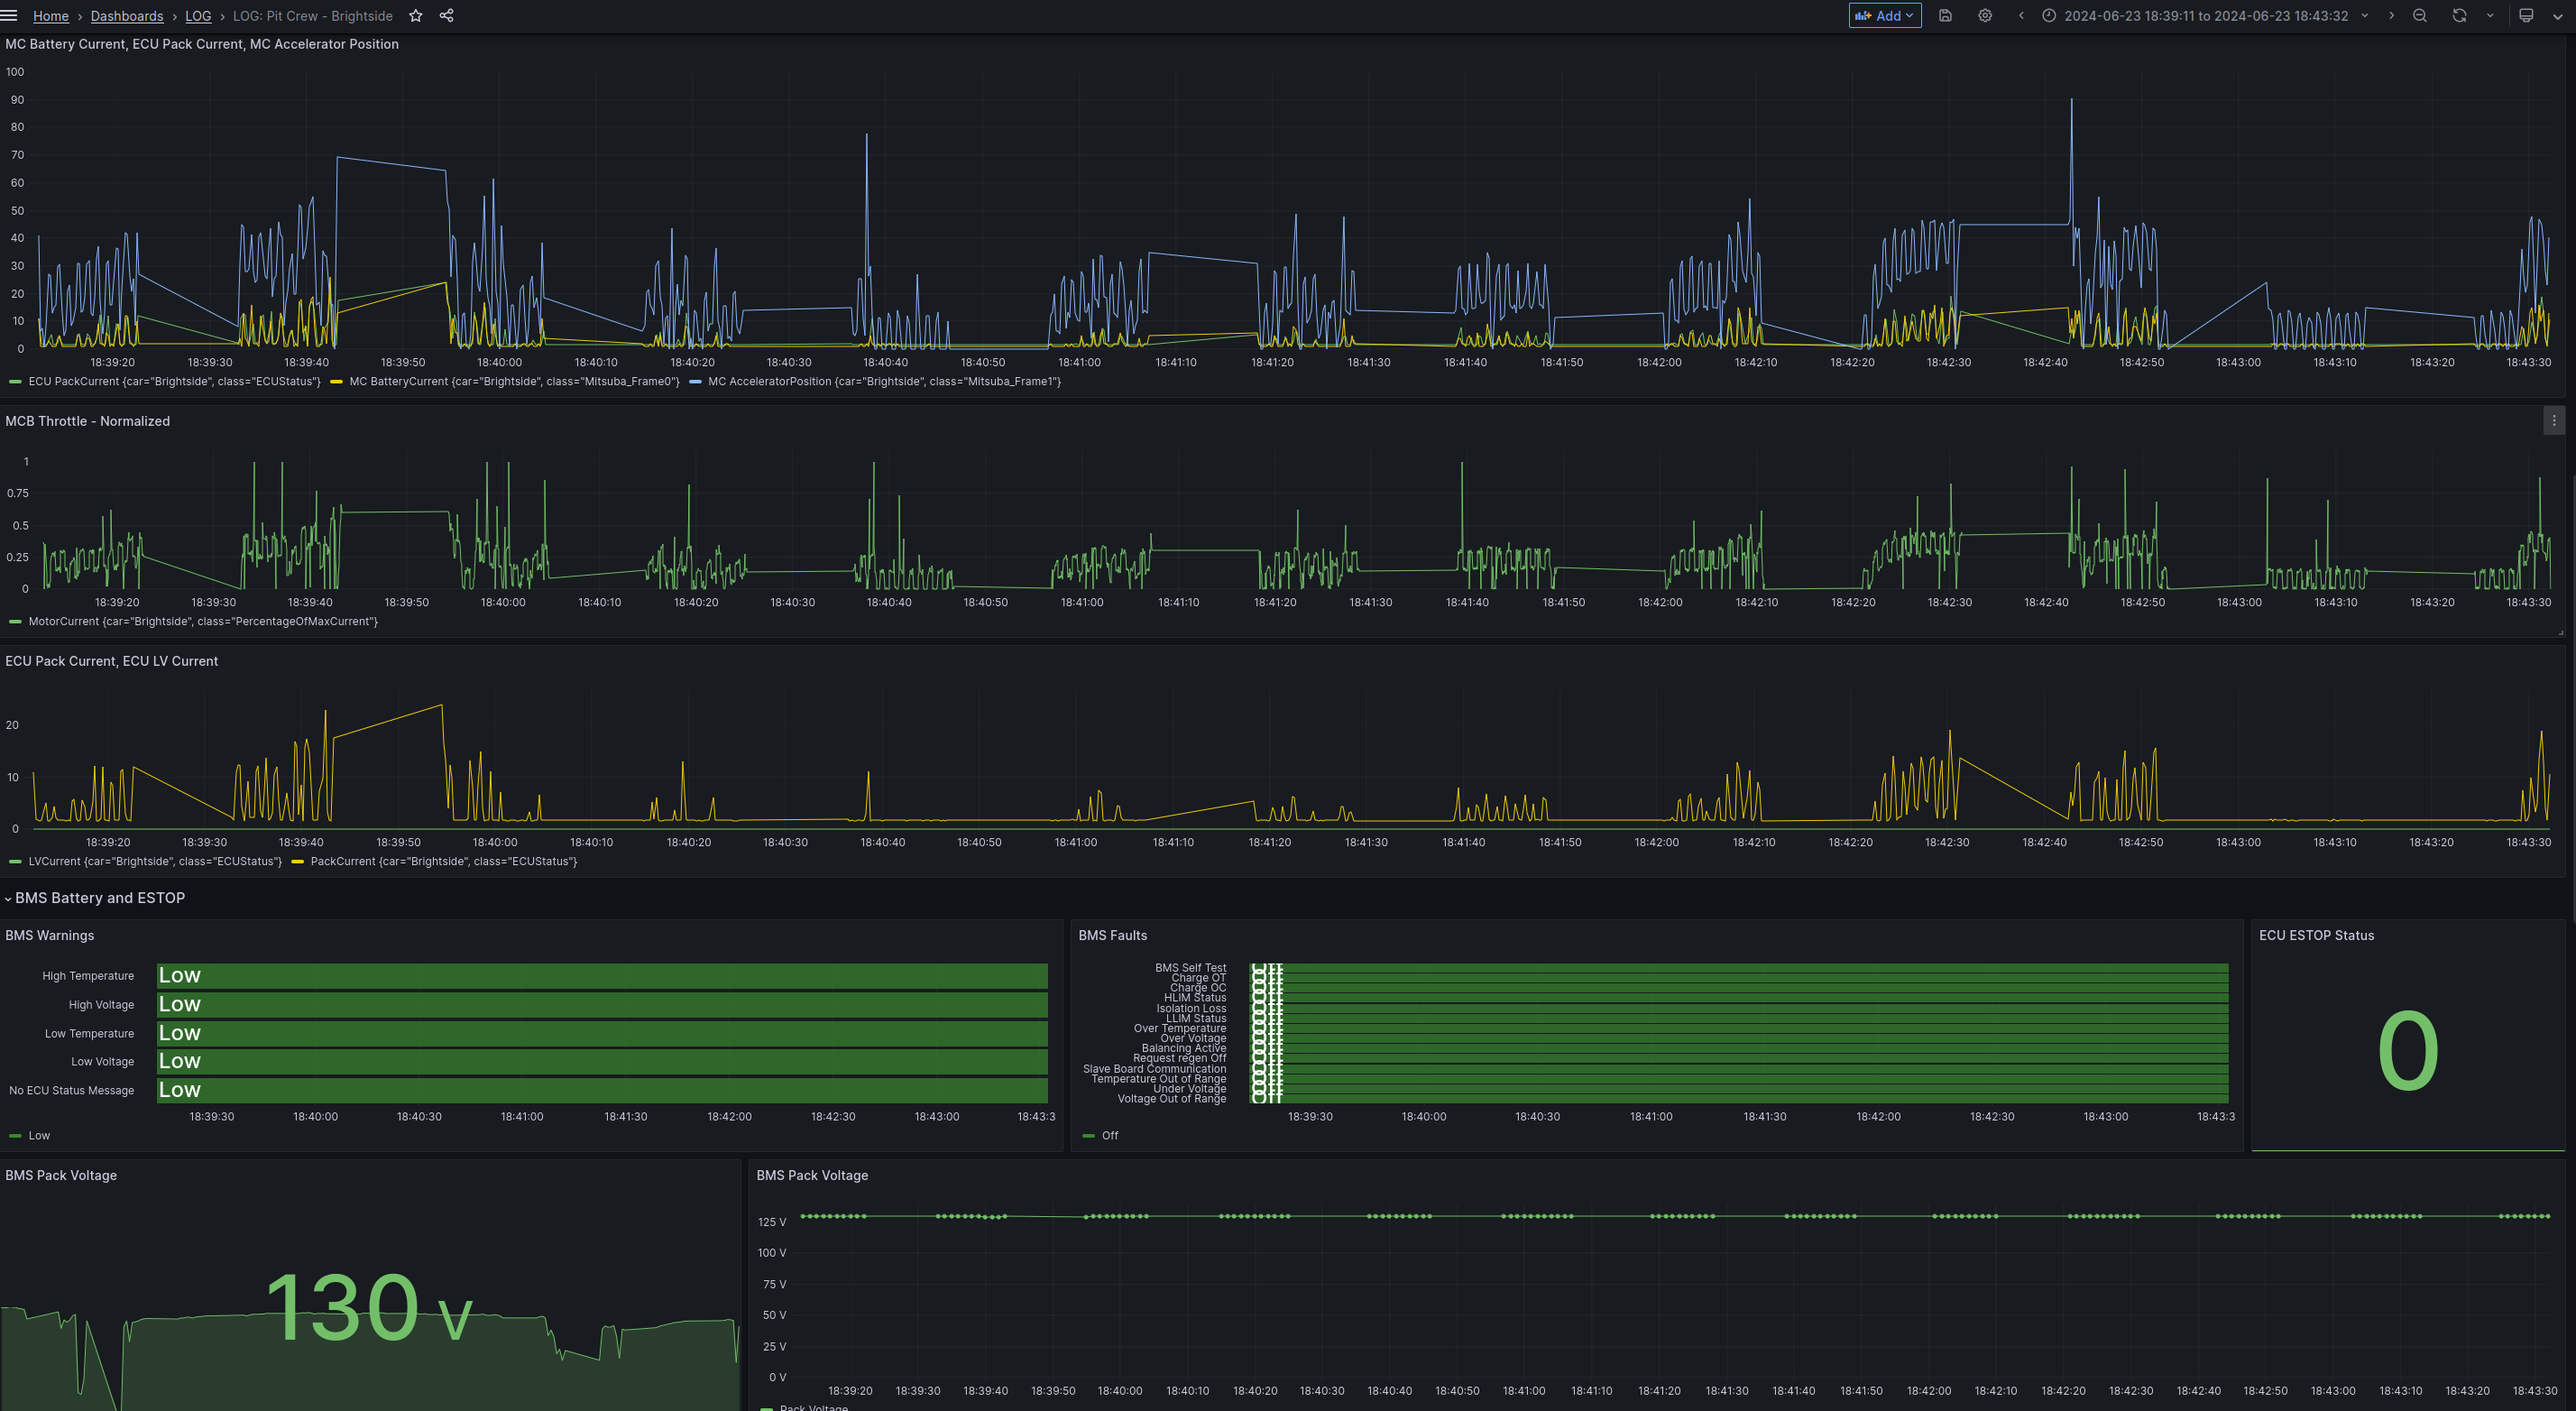 Home › Dashboards › LOG › LOG: Pit Crew - Brightside
Add
2024-06-23 18:39:11 to 2024-06-23 18:43:32
MC Battery Current, ECU Pack Current, MC Accelerator Position
100
90
80
70
60
50
40
30
20
10
0
18:39:20 18:39:30 18:39:40 18:39:50 18:40:00 18:40:10 18:40:20 18:40:30 18:40:40 18:40:50 18:41:00 18:41:10 18:41:20 18:41:30 18:41:40 18:41:50 18:42:00 18:42:10 18:42:20 18:42:30 18:42:40 18:42:50 18:43:00 18:43:10 18:43:20 18:43:30
ECU PackCurrent {car="Brightside", class="ECUStatus"} MC BatteryCurrent {car="Brightside", class="Mitsuba_Frame0"} MC AcceleratorPosition {car="Brightside", class="Mitsuba_Frame1"}
MCB Throttle - Normalized
1
0.75
0.5
0.25
0
18:39:20 18:39:30 18:39:40 18:39:50 18:40:00 18:40:10 18:40:20 18:40:30 18:40:40 18:40:50 18:41:00 18:41:10 18:41:20 18:41:30 18:41:40 18:41:50 18:42:00 18:42:10 18:42:20 18:42:30 18:42:40 18:42:50 18:43:00 18:43:10 18:43:20 18:43:30
MotorCurrent {car="Brightside", class="PercentageOfMaxCurrent"}
ECU Pack Current, ECU LV Current
20
10
0
18:39:20 18:39:30 18:39:40 18:39:50 18:40:00 18:40:10 18:40:20 18:40:30 18:40:40 18:40:50 18:41:00 18:41:10 18:41:20 18:41:30 18:41:40 18:41:50 18:42:00 18:42:10 18:42:20 18:42:30 18:42:40 18:42:50 18:43:00 18:43:10 18:43:20 18:43:30
LVCurrent {car="Brightside", class="ECUStatus"} PackCurrent {car="Brightside", class="ECUStatus"}
BMS Battery and ESTOP
BMS Warnings
High Temperature Low
High Voltage Low
Low Temperature Low
Low Voltage Low
No ECU Status Message Low
18:39:30 18:40:00 18:40:30 18:41:00 18:41:30 18:42:00 18:42:30 18:43:00 18:43:3
Low
BMS Faults
BMS Self Test Off
Charge OT Off
Charge OC Off
HLIM Status Off
Isolation Loss Off
LLIM Status Off
Over Temperature Off
Over Voltage Off
Balancing Active Off
Request regen Off Off
Slave Board Communication Off
Temperature Out of Range Off
Under Voltage Off
Voltage Out of Range Off
18:39:30 18:40:00 18:40:30 18:41:00 18:41:30 18:42:00 18:42:30 18:43:00 18:43:3
Off
ECU ESTOP Status
0
BMS Pack Voltage
130 V
BMS Pack Voltage
125 V
100 V
75 V
50 V
25 V
0 V
18:39:20 18:39:30 18:39:40 18:39:50 18:40:00 18:40:10 18:40:20 18:40:30 18:40:40 18:40:50 18:41:00 18:41:10 18:41:20 18:41:30 18:41:40 18:41:50 18:42:00 18:42:10 18:42:20 18:42:30 18:42:40 18:42:50 18:43:00 18:43:10 18:43:20 18:43:30
Pack Voltage